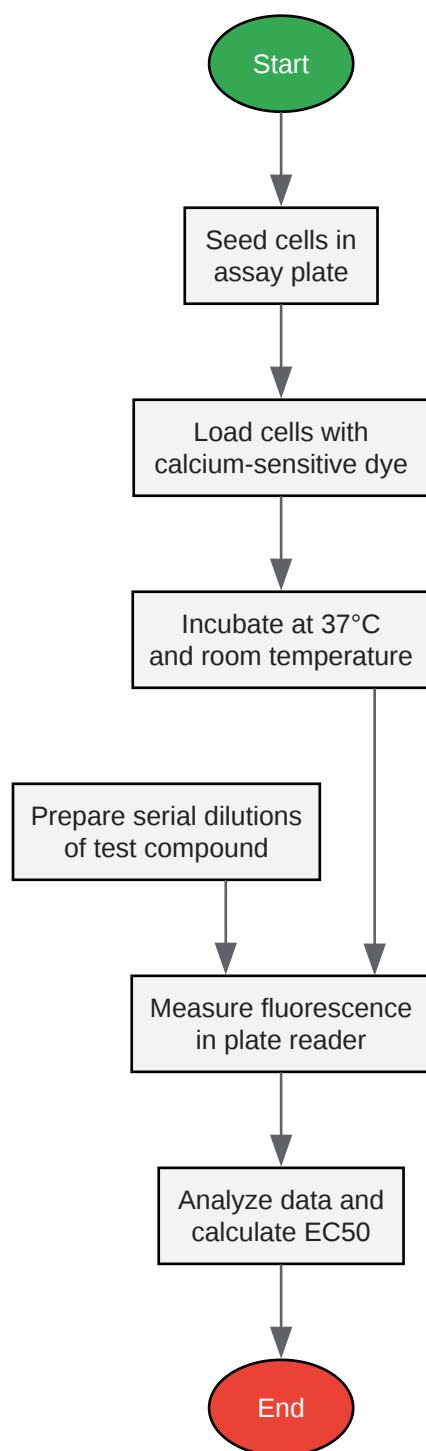 Start
Seed cells in
assay plate
Load cells with
calcium-sensitive dye
Incubate at 37°C
and room temperature
Prepare serial dilutions
of test compound
Measure fluorescence
in plate reader
Analyze data and
calculate EC50
End